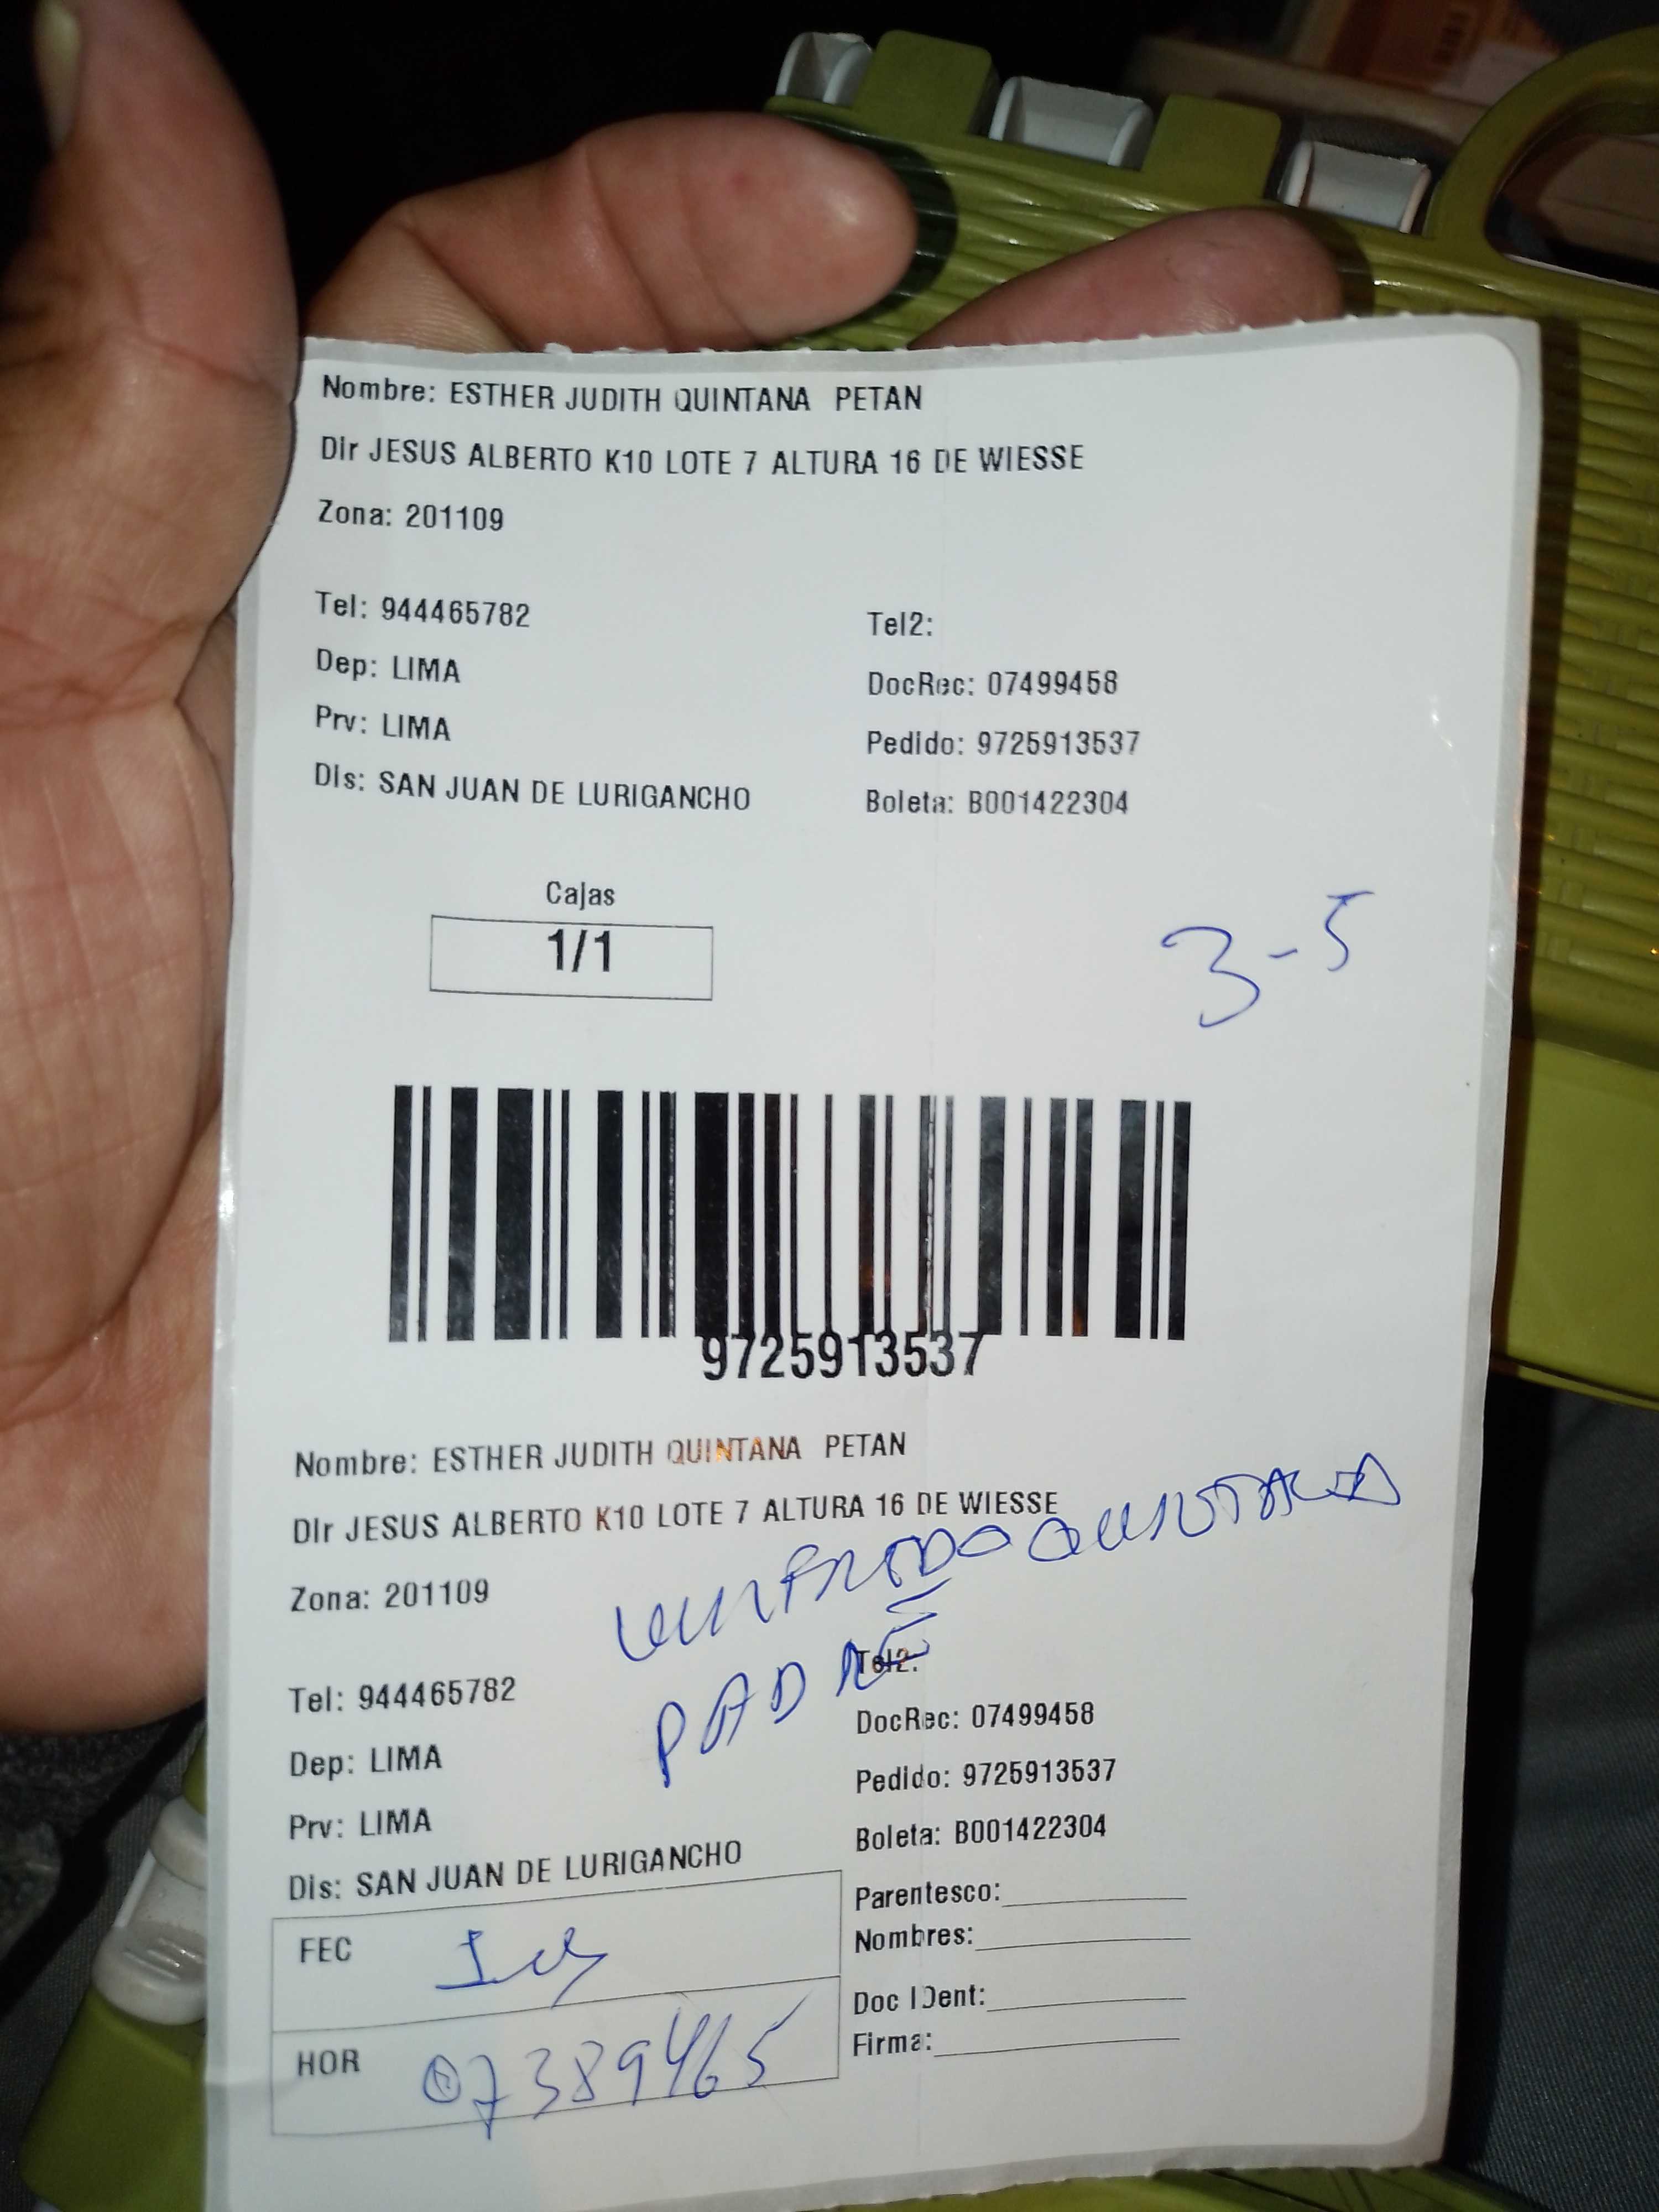 Nombre: ESTHER JUDITH QUINTANA PETAN
Dir JESUS ALBERTO K10 LOTE 7 ALTURA 16 DE WIESSE
Zona: 201109
Tel: 944465782
Tel2:
Dep: LIMA
DocRec: 07499458
Prv: LIMA
Pedido: 9725913537
Dis: SAN JUAN DE LURIGANCHO
Boleta: B001422304
Cajas
1/1
3-5
9725913537
Nombre: ESTHER JUDITH QUINTANA PETAN
Dir JESUS ALBERTO K10 LOTE 7 ALTURA 16 DE WIESSE
QUINTANA
Zona: 201109
PADRE
Tel: 944465782
Tel2:
Dep: LIMA
DocRec: 07499458
Prv: LIMA
Pedido: 9725913537
Dis: SAN JUAN DE LURIGANCHO
Boleta: B001422304
Parentesco:
FEC
Nombres:
Doc IDent:
HOR 07389465
Firma: